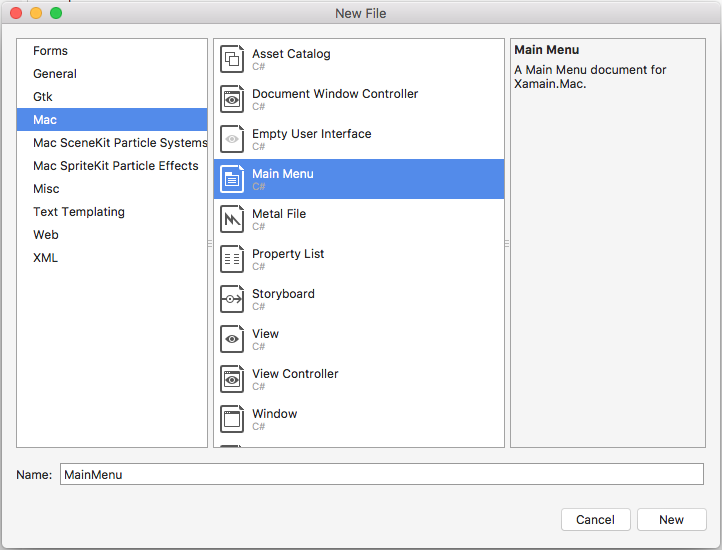 New File
Forms
General
Gtk
Mac
Mac SceneKit Particle Systems
Mac SpriteKit Particle Effects
Misc
Text Templating
Web
XML
Asset Catalog
C#
Document Window Controller
C#
Empty User Interface
C#
Main Menu
C#
Metal File
C#
Property List
C#
Storyboard
C#
View
C#
View Controller
C#
Window
C#
Main Menu
A Main Menu document for
Xamain.Mac.
Name:
MainMenu
Cancel
New